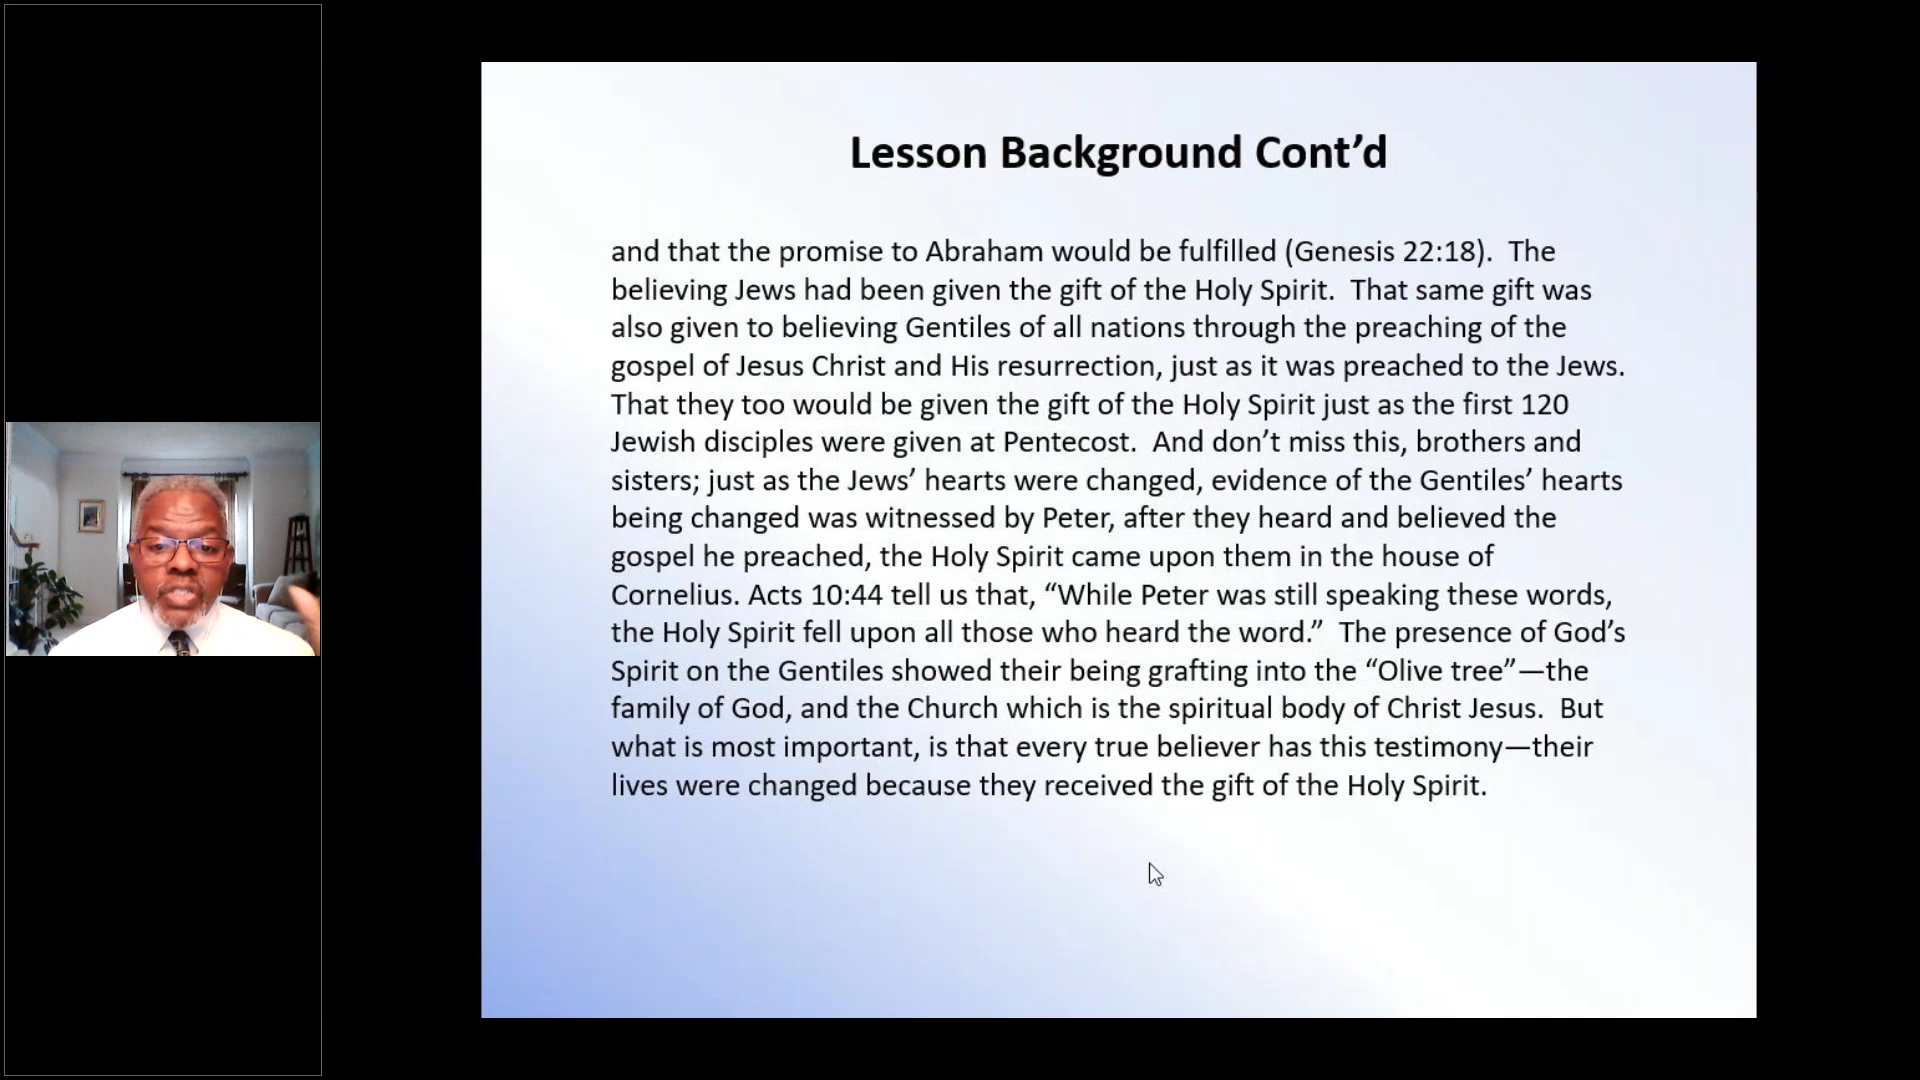 Lesson Background Cont’d
and that the promise to Abraham would be fulfilled (Genesis 22:18).  The
believing Jews had been given the gift of the Holy Spirit.  That same gift was
also given to believing Gentiles of all nations through the preaching of the
gospel of Jesus Christ and His resurrection, just as it was preached to the Jews.
That they too would be given the gift of the Holy Spirit just as the first 120
Jewish disciples were given at Pentecost.  And don’t miss this, brothers and
sisters; just as the Jews’ hearts were changed, evidence of the Gentiles’ hearts
being changed was witnessed by Peter, after they heard and believed the
gospel he preached, the Holy Spirit came upon them in the house of
Cornelius. Acts 10:44 tell us that, “While Peter was still speaking these words,
the Holy Spirit fell upon all those who heard the word.”  The presence of God’s
Spirit on the Gentiles showed their being grafting into the “Olive tree”—the
family of God, and the Church which is the spiritual body of Christ Jesus.  But
what is most important, is that every true believer has this testimony—their
lives were changed because they received the gift of the Holy Spirit.